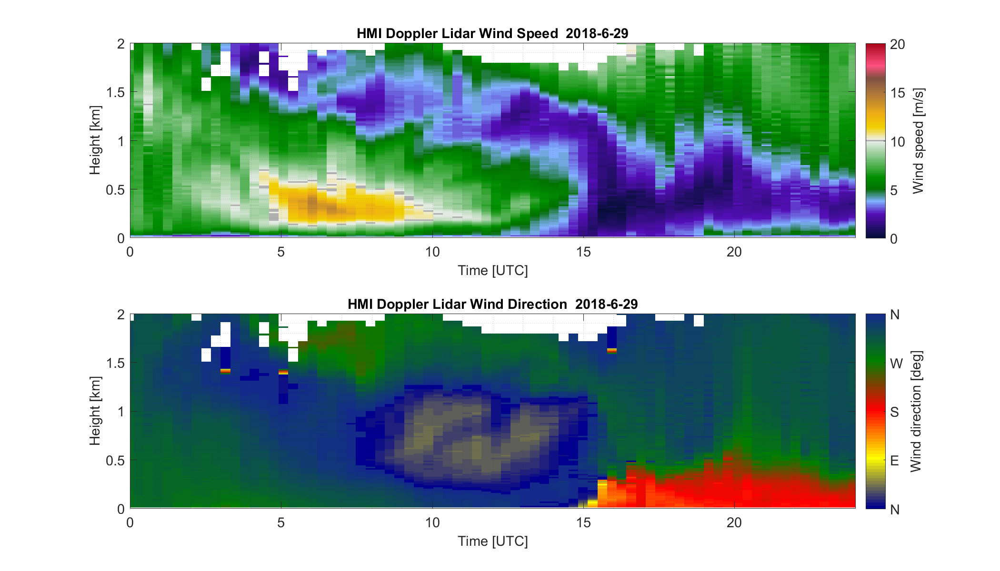 HMI Doppler Lidar Wind Speed  2018-6-29
2
1.5
1
0.5
0
Height [km]
0 5 10 15 20
Time [UTC]
20
15
10
5
0
Wind speed [m/s]
HMI Doppler Lidar Wind Direction  2018-6-29
2
1.5
1
0.5
0
Height [km]
0 5 10 15 20
Time [UTC]
N
W
S
E
N
Wind direction [deg]